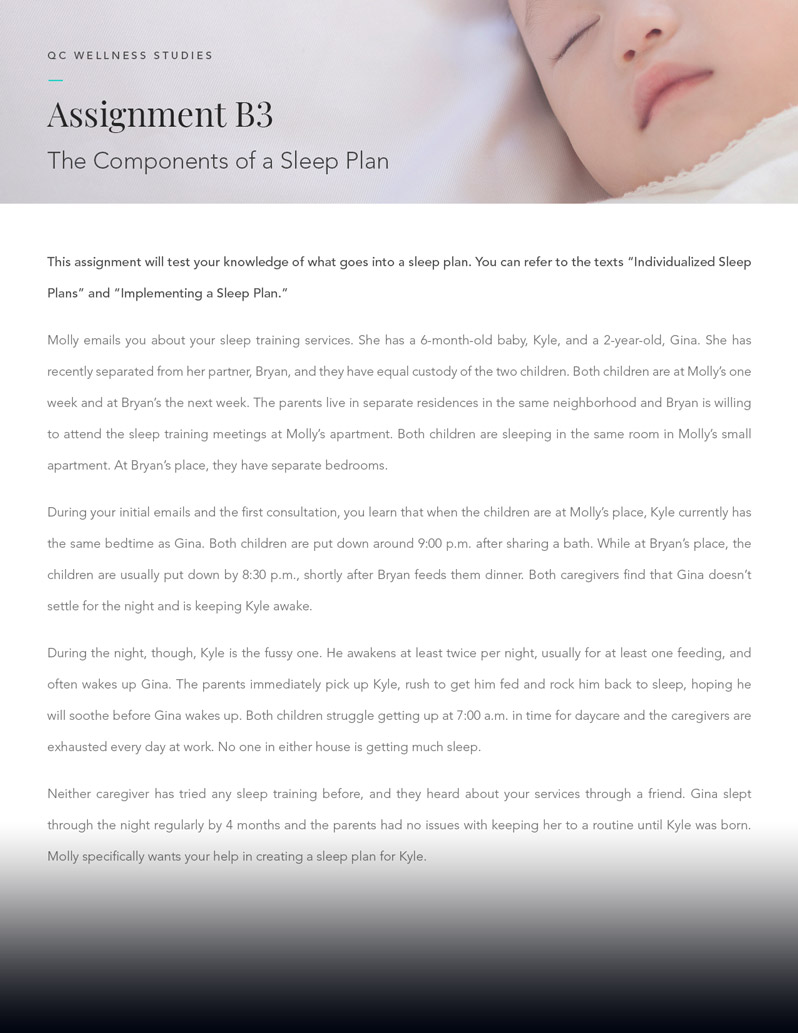 QC WELLNESS STUDIES
Assignment B3
The Components of a Sleep Plan
This assignment will test your knowledge of what goes into a sleep plan. You can refer to the texts “Individualized Sleep
Plans” and “Implementing a Sleep Plan.”
Molly emails you about your sleep training services. She has a 6-month-old baby, Kyle, and a 2-year-old, Gina. She has
recently separated from her partner, Bryan, and they have equal custody of the two children. Both children are at Molly’s one
week and at Bryan’s the next week. The parents live in separate residences in the same neighborhood and Bryan is willing
to attend the sleep training meetings at Molly’s apartment. Both children are sleeping in the same room in Molly’s small
apartment. At Bryan’s place, they have separate bedrooms.
During your initial emails and the first consultation, you learn that when the children are at Molly’s place, Kyle currently has
the same bedtime as Gina. Both children are put down around 9:00 p.m. after sharing a bath. While at Bryan’s place, the
children are usually put down by 8:30 p.m., shortly after Bryan feeds them dinner. Both caregivers find that Gina doesn’t
settle for the night and is keeping Kyle awake.
During the night, though, Kyle is the fussy one. He awakens at least twice per night, usually for at least one feeding, and
often wakes up Gina. The parents immediately pick up Kyle, rush to get him fed and rock him back to sleep, hoping he
will soothe before Gina wakes up. Both children struggle getting up at 7:00 a.m. in time for daycare and the caregivers are
exhausted every day at work. No one in either house is getting much sleep.
Neither caregiver has tried any sleep training before, and they heard about your services through a friend. Gina slept
through the night regularly by 4 months and the parents had no issues with keeping her to a routine until Kyle was born.
Molly specifically wants your help in creating a sleep plan for Kyle.